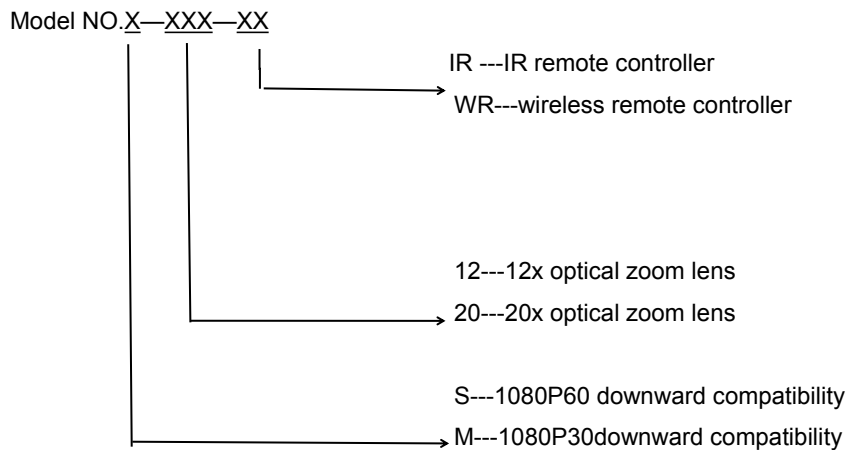 Model NO.X—XXX—XX
IR ---IR remote controller
WR---wireless remote controller
12---12x optical zoom lens
20---20x optical zoom lens
S---1080P60 downward compatibility
M---1080P30downward compatibility